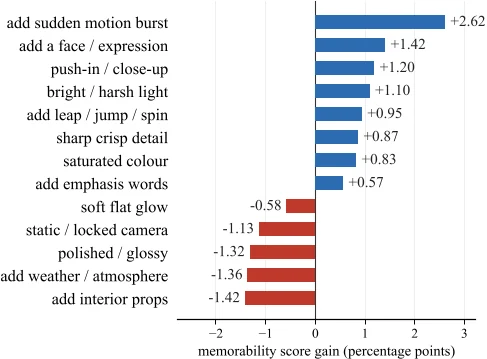 add sudden motion burst +2.62
add a face / expression +1.42
push-in / close-up +1.20
bright / harsh light +1.10
add leap / jump / spin +0.95
sharp crisp detail +0.87
saturated colour +0.83
add emphasis words +0.57
soft flat glow -0.58
static / locked camera -1.13
polished / glossy -1.32
add weather / atmosphere -1.36
add interior props -1.42
−2 −1 0 1 2 3
memorability score gain (percentage points)